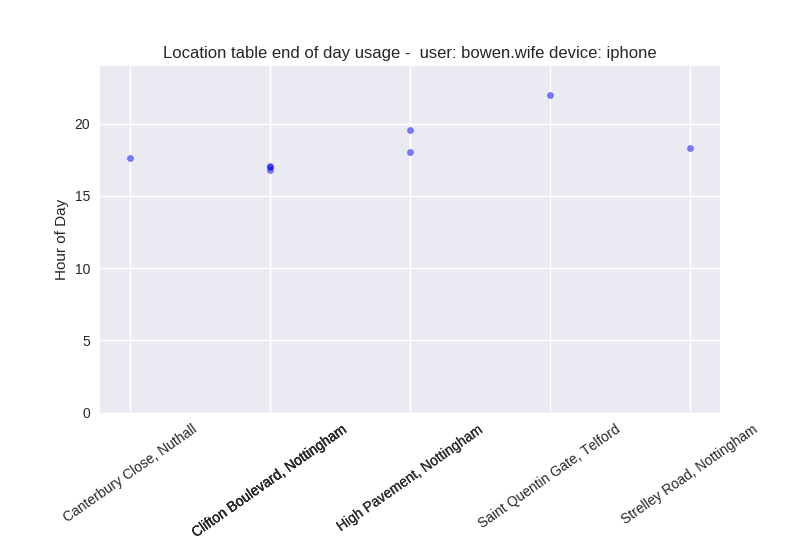 Location table end of day usage -  user: bowen.wife device: iphone
Hour of Day
20
15
10
5
0
Canterbury Close, Nuthall
Clifton Boulevard, Nottingham
High Pavement, Nottingham
Saint Quentin Gate, Telford
Strelley Road, Nottingham